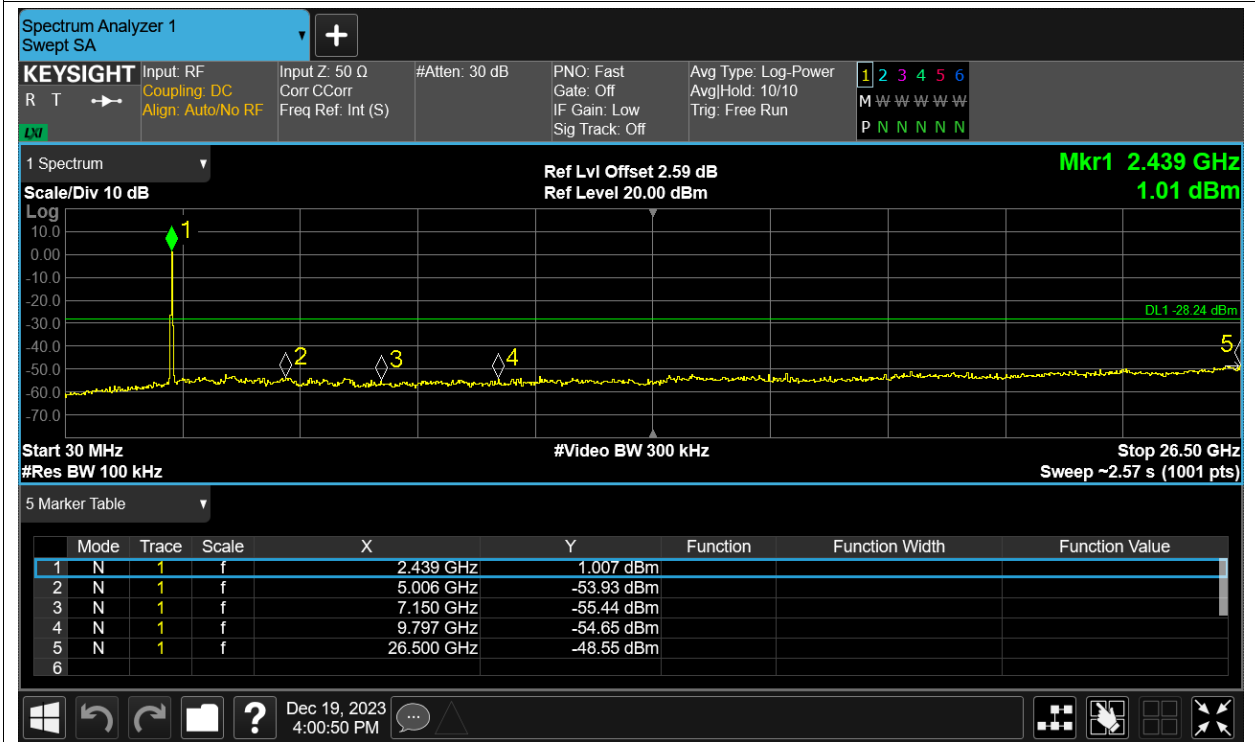 Spectrum Analyzer 1
Swept SA
+
KEYSIGHT
R T
LXI
Input: RF
Coupling: DC
Align: Auto/No RF
Input Z: 50 Ω
Corr CCorr
Freq Ref: Int (S)
#Atten: 30 dB
PNO: Fast
Gate: Off
IF Gain: Low
Sig Track: Off
Avg Type: Log-Power
Avg|Hold: 10/10
Trig: Free Run
1 2 3 4 5 6
M W W W W W
P N N N N N
1 Spectrum
Scale/Div 10 dB
Ref Lvl Offset 2.59 dB
Ref Level 20.00 dBm
Mkr1 2.439 GHz
1.01 dBm
Log
10.0
0.00
-10.0
-20.0
-30.0
-40.0
-50.0
-60.0
-70.0
1
2
3
4
5
DL1 -28.24 dBm
Start 30 MHz
#Video BW 300 kHz
Stop 26.50 GHz
#Res BW 100 kHz
Sweep ~2.57 s (1001 pts)
5 Marker Table
Mode Trace Scale X Y Function Function Width Function Value
1 N 1 f 2.439 GHz 1.007 dBm
2 N 1 f 5.006 GHz -53.93 dBm
3 N 1 f 7.150 GHz -55.44 dBm
4 N 1 f 9.797 GHz -54.65 dBm
5 N 1 f 26.500 GHz -48.55 dBm
6
?
Dec 19, 2023
4:00:50 PM